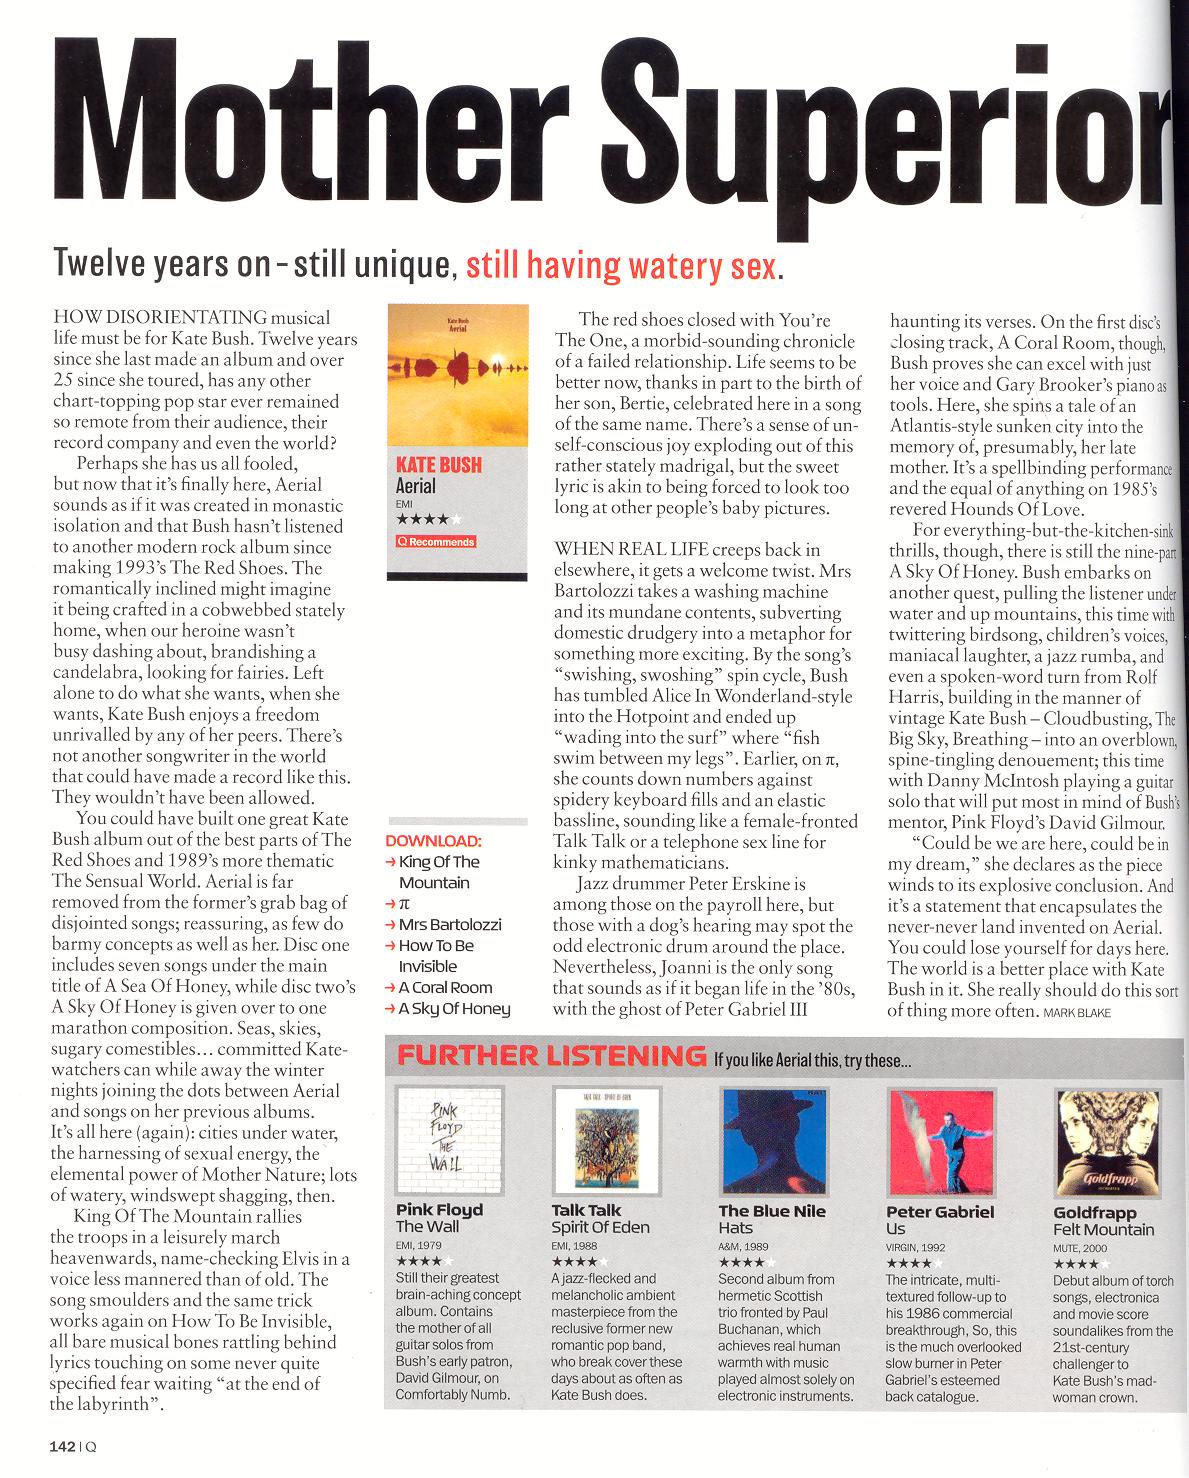 Mother Superior
Twelve years on – still unique, still having watery sex.
HOW DISORIENTATING musical
life must be for Kate Bush. Twelve years
since she last made an album and over
25 since she toured, has any other
chart-topping pop star ever remained
so remote from their audience, their
record company and even the world?
Perhaps she has us all fooled,
but now that it's finally here, Aerial
sounds as if it was created in monastic
isolation and that Bush hasn't listened
to another modern rock album since
making 1993's The Red Shoes. The
romantically inclined might imagine
it being crafted in a cobwebbed stately
home, when our heroine wasn't
busy dashing about, brandishing a
candelabra, looking for fairies. Left
alone to do what she wants, when she
wants, Kate Bush enjoys a freedom
unrivalled by any of her peers. There's
not another songwriter in the world
that could have made a record like this.
They wouldn't have been allowed.
You could have built one great Kate
Bush album out of the best parts of The
Red Shoes and 1989's more thematic
The Sensual World. Aerial is far
removed from the former's grab bag of
disjointed songs; reassuring, as few do
barmy concepts as well as her. Disc one
includes seven songs under the main
title of A Sea Of Honey, while disc two's
A Sky Of Honey is given over to one
marathon composition. Seas, skies,
sugary comestibles… committed Kate-
watchers can while away the winter
nights joining the dots between Aerial
and songs on her previous albums.
It's all here (again): cities under water,
the harnessing of sexual energy, the
elemental power of Mother Nature; lots
of watery, windswept shagging, then.
King Of The Mountain rallies
the troops in a leisurely march
heavenwards, name-checking Elvis in a
voice less mannered than of old. The
song smoulders and the same trick
works again on How To Be Invisible,
all bare musical bones rattling behind
lyrics touching on some never quite
specified fear waiting "at the end of
the labyrinth".
Kate Bush
Aerial
KATE BUSH
Aerial
EMI
★★★★★
Q Recommends
DOWNLOAD:
→ King Of The
Mountain
→ π
→ Mrs Bartolozzi
→ How To Be
Invisible
→ A Coral Room
→ A Sky Of Honey
The red shoes closed with You're
The One, a morbid-sounding chronicle
of a failed relationship. Life seems to be
better now, thanks in part to the birth of
her son, Bertie, celebrated here in a song
of the same name. There's a sense of un-
self-conscious joy exploding out of this
rather stately madrigal, but the sweet
lyric is akin to being forced to look too
long at other people's baby pictures.
WHEN REAL LIFE creeps back in
elsewhere, it gets a welcome twist. Mrs
Bartolozzi takes a washing machine
and its mundane contents, subverting
domestic drudgery into a metaphor for
something more exciting. By the song's
"swishing, swoshing" spin cycle, Bush
has tumbled Alice In Wonderland-style
into the Hotpoint and ended up
"wading into the surf" where "fish
swim between my legs". Earlier, on π,
she counts down numbers against
spidery keyboard fills and an elastic
bassline, sounding like a female-fronted
Talk Talk or a telephone sex line for
kinky mathematicians.
Jazz drummer Peter Erskine is
among those on the payroll here, but
those with a dog's hearing may spot the
odd electronic drum around the place.
Nevertheless, Joanni is the only song
that sounds as if it began life in the '80s,
with the ghost of Peter Gabriel III
haunting its verses. On the first disc's
closing track, A Coral Room, though,
Bush proves she can excel with just
her voice and Gary Brooker's piano as
tools. Here, she spins a tale of an
Atlantis-style sunken city into the
memory of, presumably, her late
mother. It's a spellbinding performance
and the equal of anything on 1985's
revered Hounds Of Love.
For everything-but-the-kitchen-sink
thrills, though, there is still the nine-part
A Sky Of Honey. Bush embarks on
another quest, pulling the listener under
water and up mountains, this time with
twittering birdsong, children's voices,
maniacal laughter, a jazz rumba, and
even a spoken-word turn from Rolf
Harris, building in the manner of
vintage Kate Bush – Cloudbusting, The
Big Sky, Breathing – into an overblown,
spine-tingling denouement; this time
with Danny McIntosh playing a guitar
solo that will put most in mind of Bush's
mentor, Pink Floyd's David Gilmour.
"Could be we are here, could be in
my dream," she declares as the piece
winds to its explosive conclusion. And
it's a statement that encapsulates the
never-never land invented on Aerial.
You could lose yourself for days here.
The world is a better place with Kate
Bush in it. She really should do this sort
of thing more often. MARK BLAKE
FURTHER LISTENING If you like Aerial this, try these...
PINK
FLOYD
THE
WALL
Pink Floyd
The Wall
EMI, 1979
★★★★★
Still their greatest
brain-aching concept
album. Contains
the mother of all
guitar solos from
Bush's early patron,
David Gilmour, on
Comfortably Numb.
TALK TALK SPIRIT OF EDEN
Talk Talk
Spirit Of Eden
EMI, 1988
★★★★★
A jazz-flecked and
melancholic ambient
masterpiece from the
reclusive former new
romantic pop band,
who break cover these
days about as often as
Kate Bush does.
HATS
The Blue Nile
Hats
A&M, 1989
★★★★★
Second album from
hermetic Scottish
trio fronted by Paul
Buchanan, which
achieves real human
warmth with music
played almost solely on
electronic instruments.
Peter Gabriel
Us
VIRGIN, 1992
★★★★★
The intricate, multi-
textured follow-up to
his 1986 commercial
breakthrough, So, this
is the much overlooked
slow burner in Peter
Gabriel's esteemed
back catalogue.
Goldfrapp
Goldfrapp
Felt Mountain
MUTE, 2000
★★★★★
Debut album of torch
songs, electronica
and movie score
soundalikes from the
21st-century
challenger to
Kate Bush's mad-
woman crown.
142 | Q